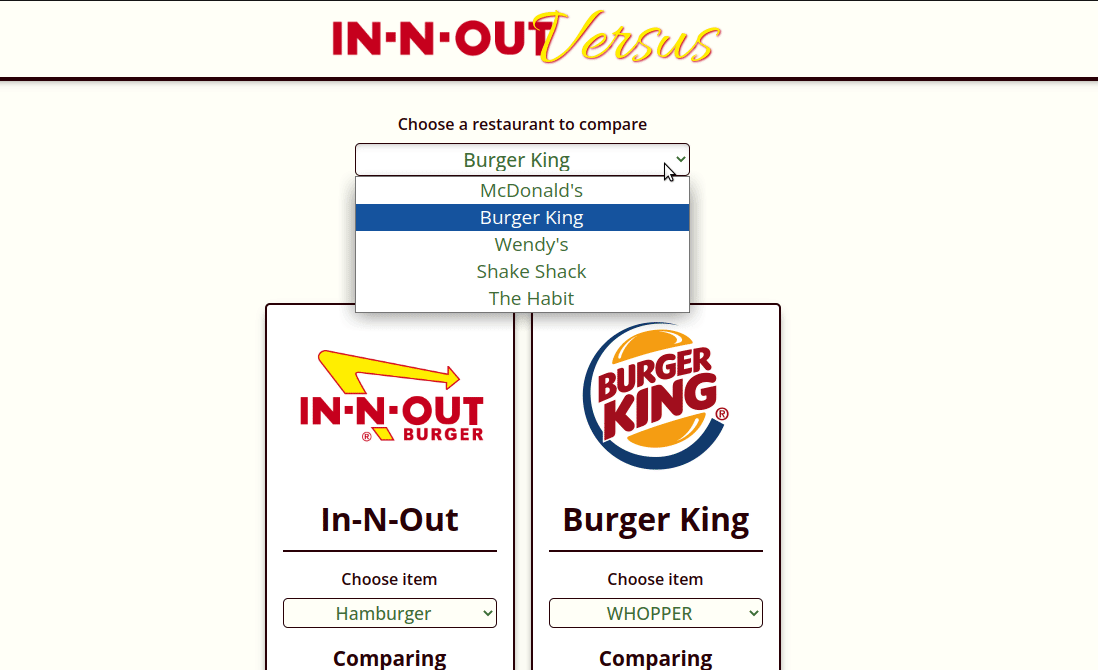 IN-N-OUT Versus
Choose a restaurant to compare
Burger King
McDonald's
Burger King
Wendy's
Shake Shack
The Habit
IN-N-OUT
® BURGER
BURGER
KING®
In-N-Out
Burger King
Choose item
Choose item
Hamburger
WHOPPER
Comparing
Comparing